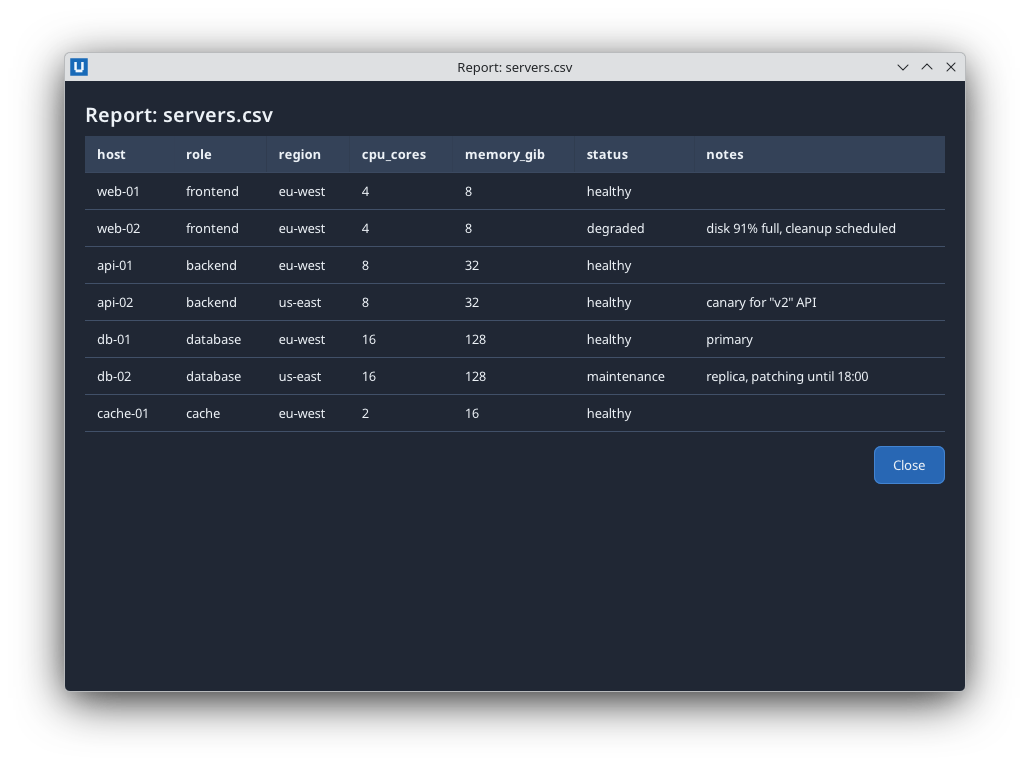 Report: servers.csv
Report: servers.csv
host role region cpu_cores memory_gib status notes
web-01 frontend eu-west 4 8 healthy
web-02 frontend eu-west 4 8 degraded disk 91% full, cleanup scheduled
api-01 backend eu-west 8 32 healthy
api-02 backend us-east 8 32 healthy canary for "v2" API
db-01 database eu-west 16 128 healthy primary
db-02 database us-east 16 128 maintenance replica, patching until 18:00
cache-01 cache eu-west 2 16 healthy
Close